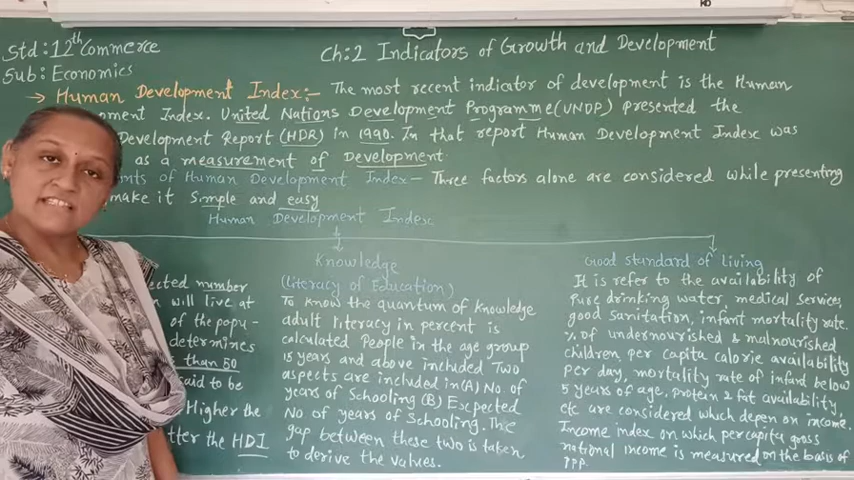 KD
Std: 12th Commerce
Sub: Economics
Ch:2 Indicators of Growth and Development
→ Human Development Index:- The most recent indicator of development is the Human
oment Index. United Nations Development Programme (UNDP) presented the
Development Report (HDR) in 1990. In that report Human Development Index was
as a measurement of Development
nts of Human Development Index - Three factors alone are considered while presenting
make it simple and easy
Human Development Index
ected number
n will live at
of the popu-
determines
s than 50
said to be
Higher the
tter the HDI
Knowledge
(Literacy of Education)
To know the quantum of knowledge
adult literacy in percent is
calculated People in the age group
15 years and above included Two
aspects are included in (A) No. of
years of Schooling (B) Expected
No of years of Schooling. The
gap between these two is taken
to derive the values.
Good standard of Living
It is refer to the availability of
Pure drinking water, medical services,
good sanitation, infant mortality rate.
% of undernourished & malnourished
children per capita calorie availability
per day, mortality rate of infant below
5 years of age, protein & fat availability,
etc are considered which depen on income.
Income index on which per capita gross
national income is measured on the basis of
PPP.